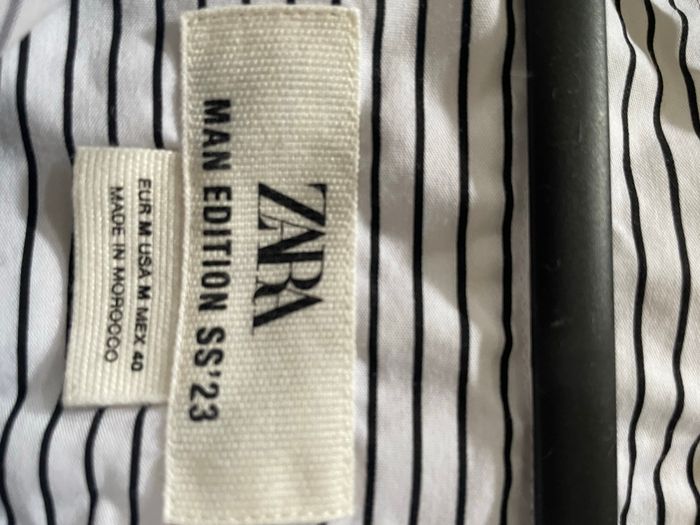 ZARA
MAN EDITION SS'23
EUR M USA M MEX 40
MADE IN MOROCCO